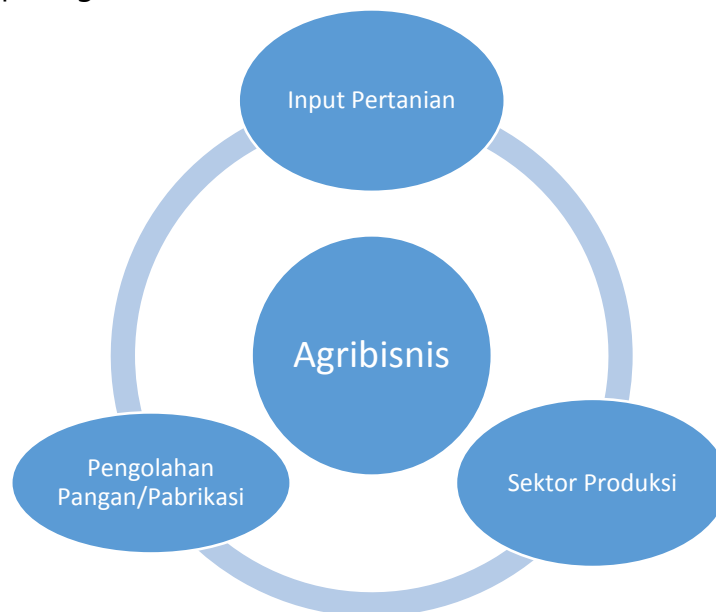 Input Pertanian
Agribisnis
Pengolahan
Pangan/Pabrikasi
Sektor Produksi